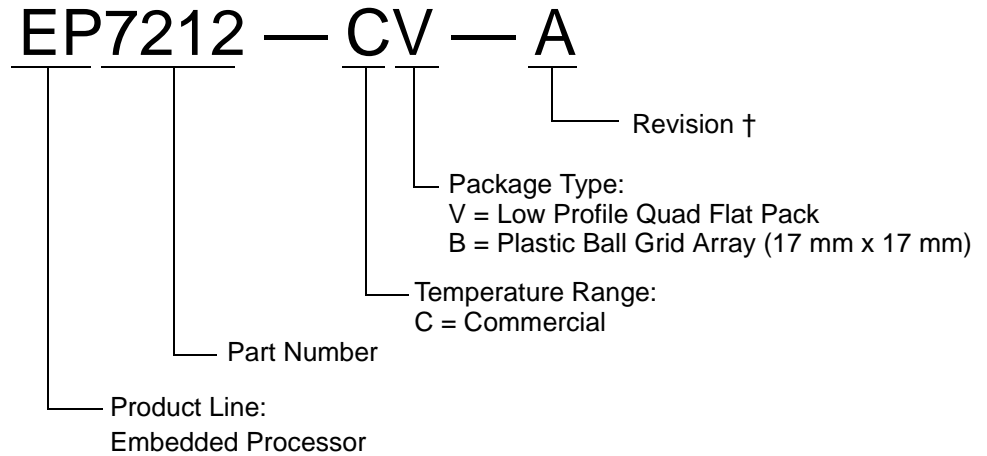 EP7212 — CV — A
Revision †
Package Type:
V = Low Profile Quad Flat Pack
B = Plastic Ball Grid Array (17 mm x 17 mm)
Temperature Range:
C = Commercial
Part Number
Product Line:
Embedded Processor